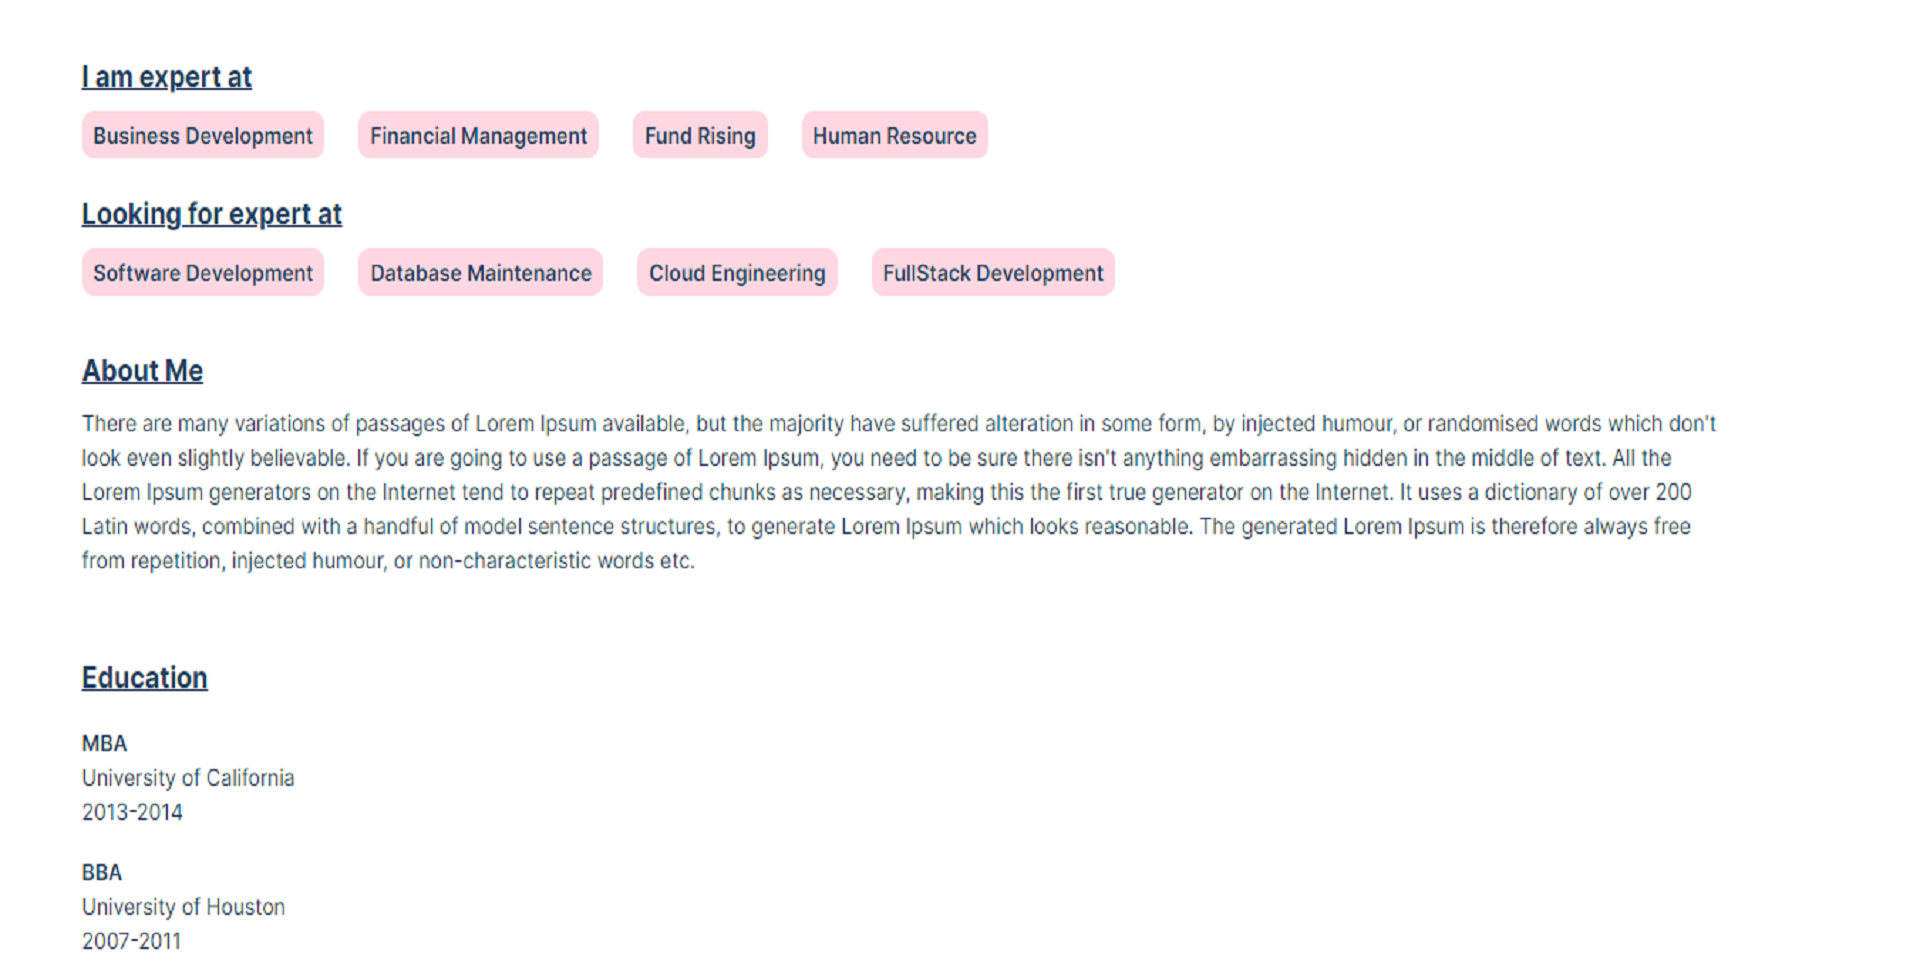 I am expert at
Business Development Financial Management Fund Rising Human Resource
Looking for expert at
Software Development Database Maintenance Cloud Engineering FullStack Development
About Me
There are many variations of passages of Lorem Ipsum available, but the majority have suffered alteration in some form, by injected humour, or randomised words which don't
look even slightly believable. If you are going to use a passage of Lorem Ipsum, you need to be sure there isn't anything embarrassing hidden in the middle of text. All the
Lorem Ipsum generators on the Internet tend to repeat predefined chunks as necessary, making this the first true generator on the Internet. It uses a dictionary of over 200
Latin words, combined with a handful of model sentence structures, to generate Lorem Ipsum which looks reasonable. The generated Lorem Ipsum is therefore always free
from repetition, injected humour, or non-characteristic words etc.
Education
MBA
University of California
2013-2014
BBA
University of Houston
2007-2011